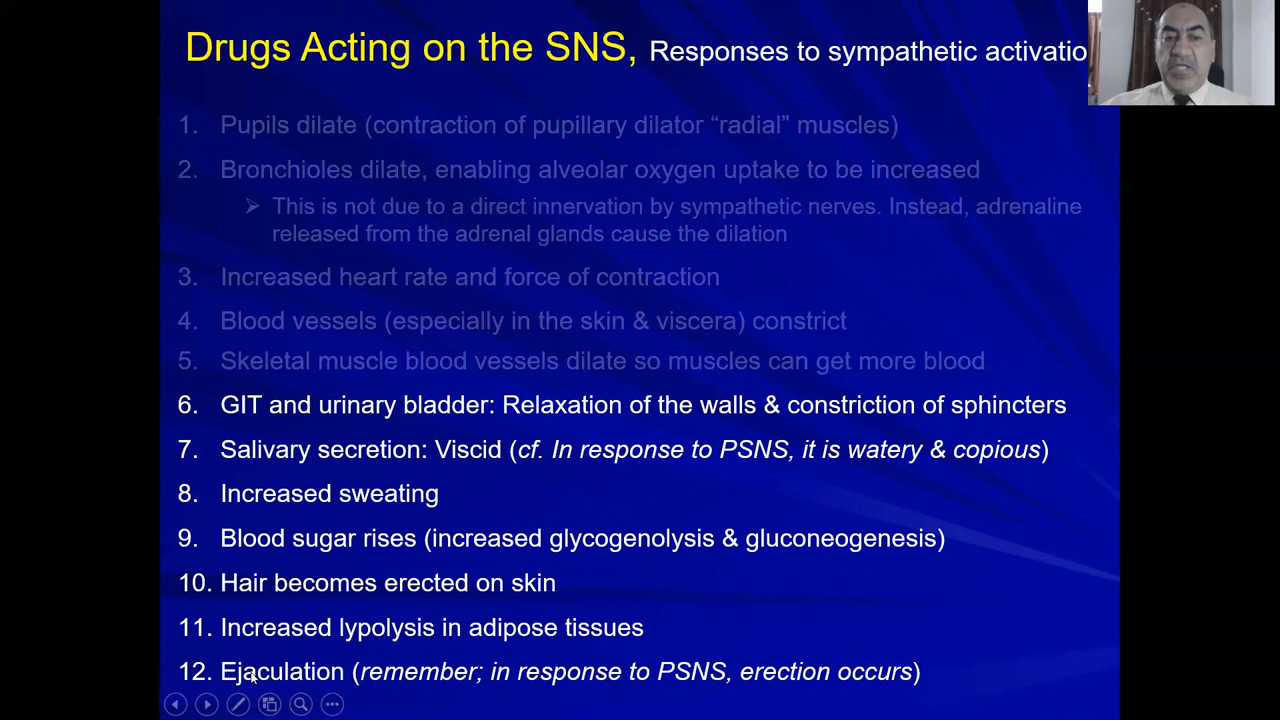 Drugs Acting on the SNS, Responses to sympathetic activatio
1. Pupils dilate (contraction of pupillary dilator “radial” muscles)
2. Bronchioles dilate, enabling alveolar oxygen uptake to be increased
➢ This is not due to a direct innervation by sympathetic nerves. Instead, adrenaline
released from the adrenal glands cause the dilation
3. Increased heart rate and force of contraction
4. Blood vessels (especially in the skin & viscera) constrict
5. Skeletal muscle blood vessels dilate so muscles can get more blood
6. GIT and urinary bladder: Relaxation of the walls & constriction of sphincters
7. Salivary secretion: Viscid (cf. In response to PSNS, it is watery & copious)
8. Increased sweating
9. Blood sugar rises (increased glycogenolysis & gluconeogenesis)
10. Hair becomes erected on skin
11. Increased lypolysis in adipose tissues
12. Ejaculation (remember; in response to PSNS, erection occurs)